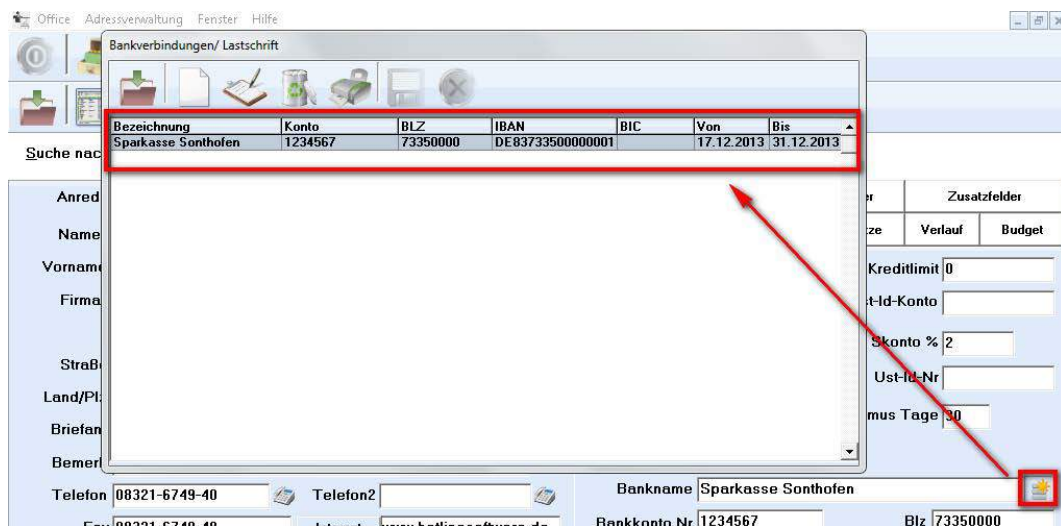 Office Adressverwaltung Fenster Hilfe
Bankverbindungen/ Lastschrift
Bezeichnung Konto BLZ IBAN BIC Von Bis
Sparkasse Sonthofen 1234567 73350000 DE83733500000001 17.12.2013 31.12.2013
Suche nac
Anred er Zusatzfelder
Name ze Verlauf Budget
Vorname Kreditlimit 0
Firma t-Id-Konto
Skonto % 2
Straß Ust-Id-Nr
Land/Pl
mus Tage 30
Briefan
Bemer
Telefon 08321-6749-40 Telefon2 Bankname Sparkasse Sonthofen
Bankkonto Nr 1234567 Blz 73350000